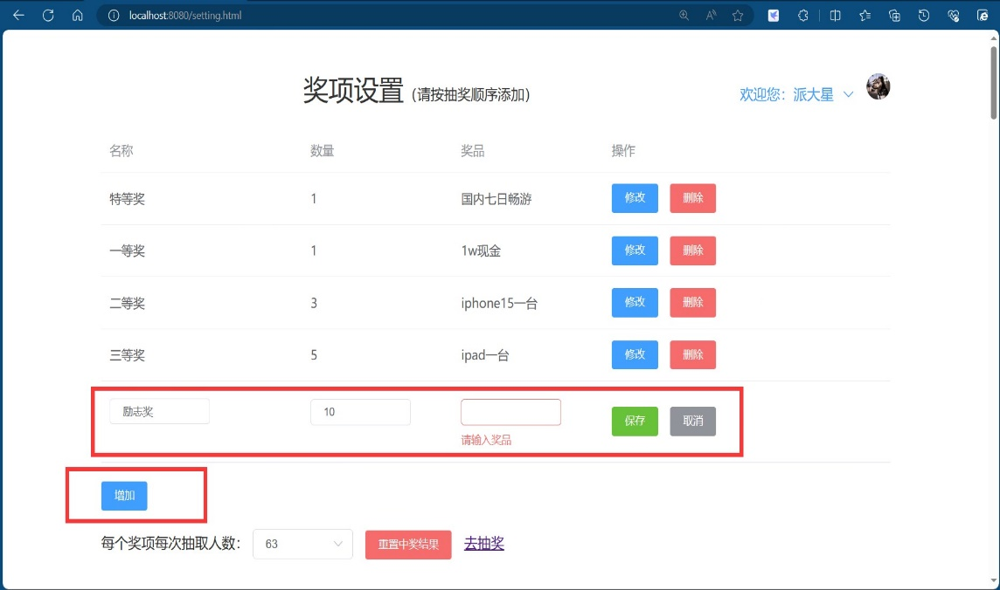 localhost:8080/setting.html
奖项设置 (请按抽奖顺序添加)
欢迎您：派大星
名称 数量 奖品 操作
特等奖 1 国内七日畅游 修改 删除
一等奖 1 1w现金 修改 删除
二等奖 3 iphone15一台 修改 删除
三等奖 5 ipad一台 修改 删除
励志奖 10 保存 取消
请输入奖品
增加
每个奖项每次抽取人数： 63 重置中奖结果 去抽奖